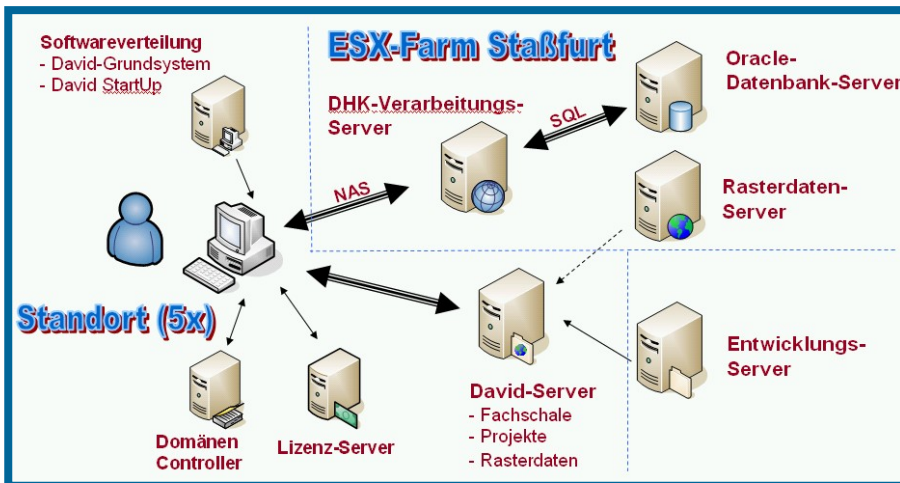 Softwareverteilung
- David-Grundsystem
- David StartUp
ESX-Farm Staßfurt
DHK-Verarbeitungs-
Server
SQL
Oracle-
Datenbank-Server
NAS
Rasterdaten-
Server
Standort (5x)
Domänen
Controller
Lizenz-Server
David-Server
- Fachschale
- Projekte
- Rasterdaten
Entwicklungs-
Server